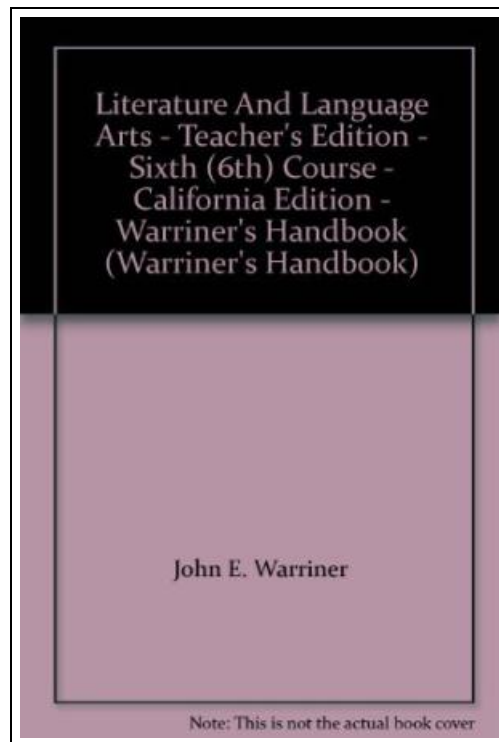 Literature And Language
Arts - Teacher's Edition -
Sixth (6th) Course -
California Edition -
Warriner's Handbook
(Warriner's Handbook)
John E. Warriner
Note: This is not the actual book cover